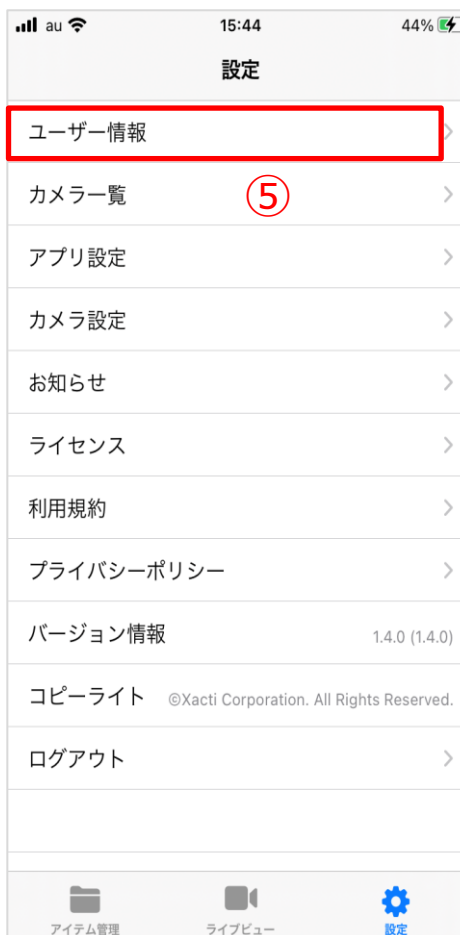 au 15:44 44%
設定
ユーザー情報
カメラ一覧
⑤
アプリ設定
カメラ設定
お知らせ
ライセンス
利用規約
プライバシーポリシー
バージョン情報 1.4.0 (1.4.0)
コピーライト ©Xacti Corporation. All Rights Reserved.
ログアウト
アイテム管理 ライブビュー 設定